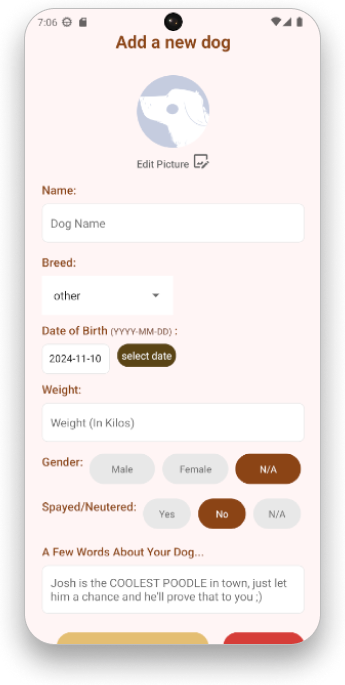 7:06
Add a new dog
Edit Picture
Name:
Dog Name
Breed:
other
Date of Birth (YYYY-MM-DD) :
2024-11-10 select date
Weight:
Weight (In Kilos)
Gender: Male Female N/A
Spayed/Neutered: Yes No N/A
A Few Words About Your Dog...
Josh is the COOLEST POODLE in town, just let
him a chance and he'll prove that to you ;)